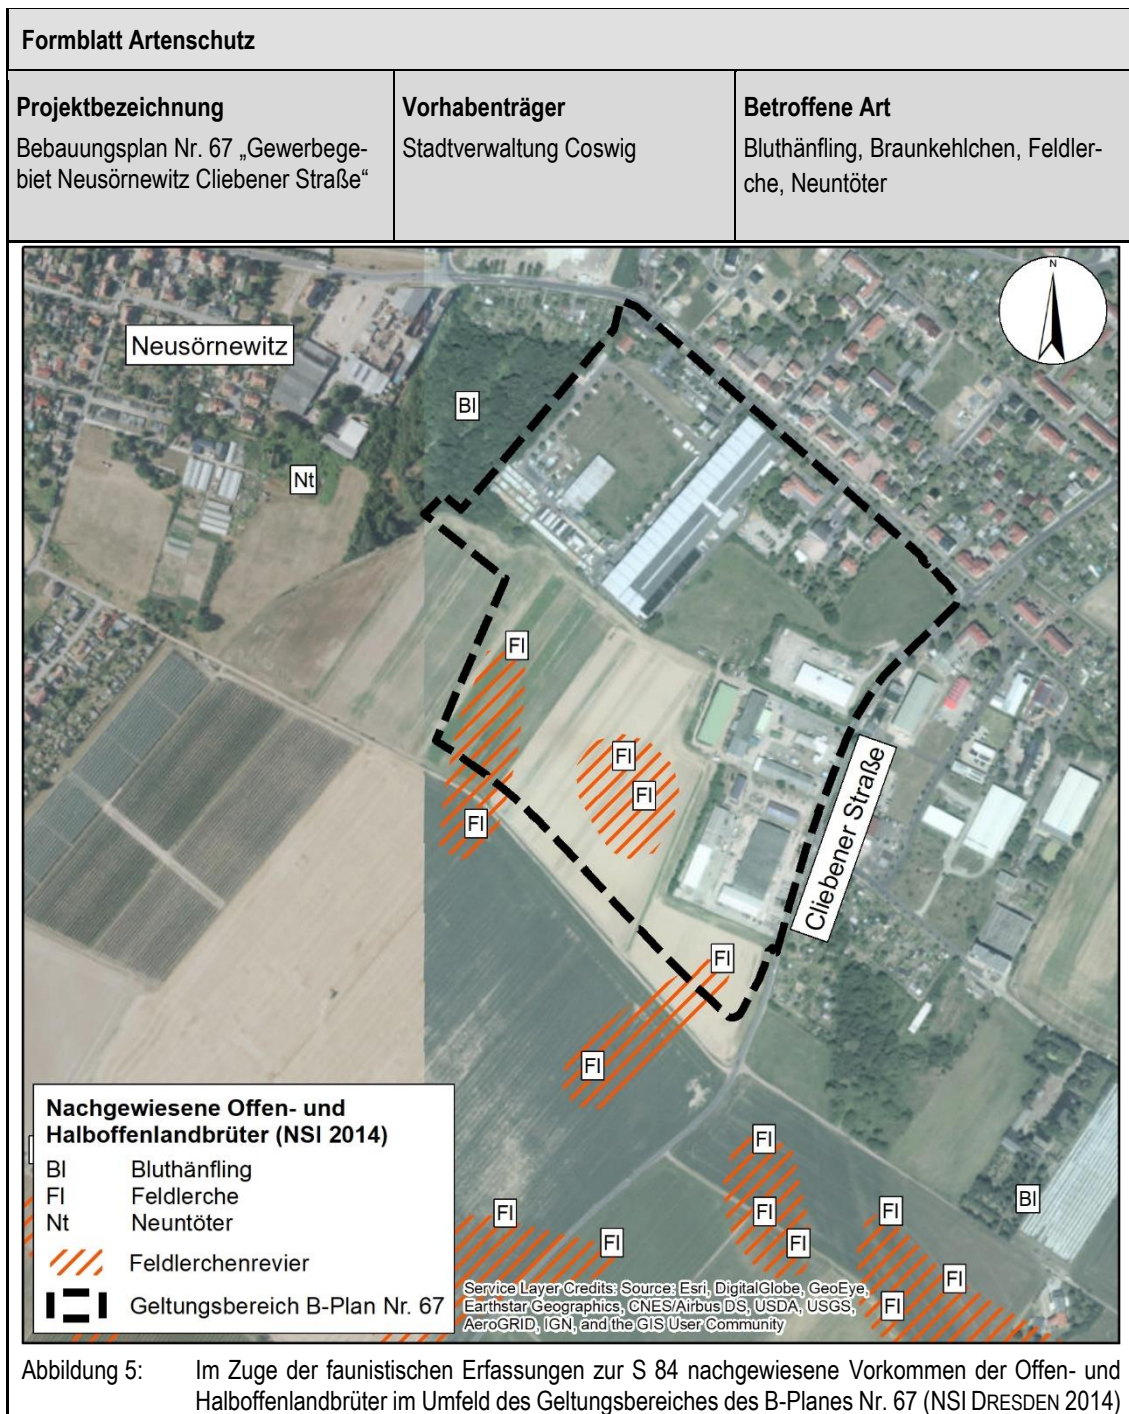 Formblatt Artenschutz
Projektbezeichnung
Bebauungsplan Nr. 67 „Gewerbege-
biet Neusörnewitz Cliebener Straße“
Vorhabenträger
Stadtverwaltung Coswig
Betroffene Art
Bluthänfling, Braunkehlchen, Feldler-
che, Neuntöter
N
Neusörnewitz
Bl
Nt
Fl
Fl
Fl
Fl
Cliebener Straße
Fl
Fl
Fl
Fl
Fl
Bl
Fl
Fl
Fl
Fl
Fl
Nachgewiesene Offen- und
Halboffenlandbrüter (NSI 2014)
Bl Bluthänfling
Fl Feldlerche
Nt Neuntöter
Feldlerchenrevier
Geltungsbereich B-Plan Nr. 67
Service Layer Credits: Source: Esri, DigitalGlobe, GeoEye,
Earthstar Geographics, CNES/Airbus DS, USDA, USGS,
AeroGRID, IGN, and the GIS User Community
Abbildung 5: Im Zuge der faunistischen Erfassungen zur S 84 nachgewiesene Vorkommen der Offen- und
Halboffenlandbrüter im Umfeld des Geltungsbereiches des B-Planes Nr. 67 (NSI DRESDEN 2014)